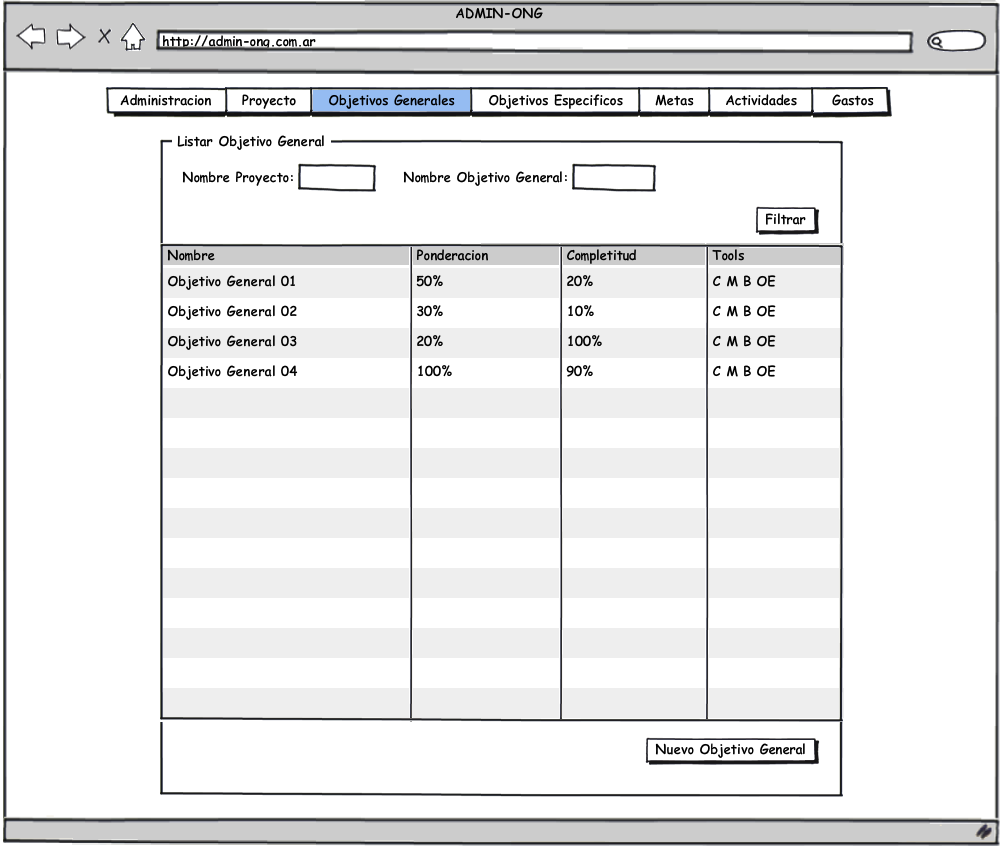 ADMIN-ONG
http://admin-ong.com.ar
Administracion Proyecto Objetivos Generales Objetivos Especificos Metas Actividades Gastos
Listar Objetivo General
Nombre Proyecto: Nombre Objetivo General:
Filtrar
Nombre Ponderacion Completitud Tools
Objetivo General 01 50% 20% C M B OE
Objetivo General 02 30% 10% C M B OE
Objetivo General 03 20% 100% C M B OE
Objetivo General 04 100% 90% C M B OE
Nuevo Objetivo General